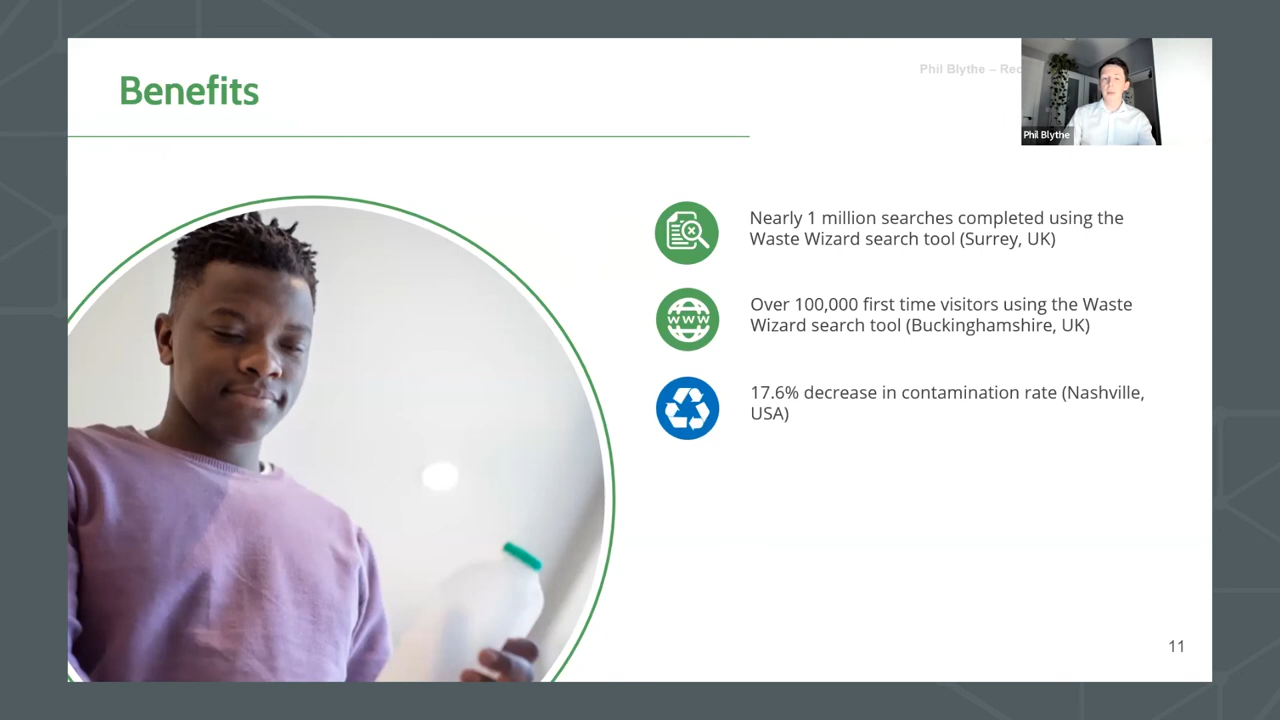 Benefits
Phil Blythe – Rec
Phil Blythe
Nearly 1 million searches completed using the
Waste Wizard search tool (Surrey, UK)
www
Over 100,000 first time visitors using the Waste
Wizard search tool (Buckinghamshire, UK)
17.6% decrease in contamination rate (Nashville,
USA)
11